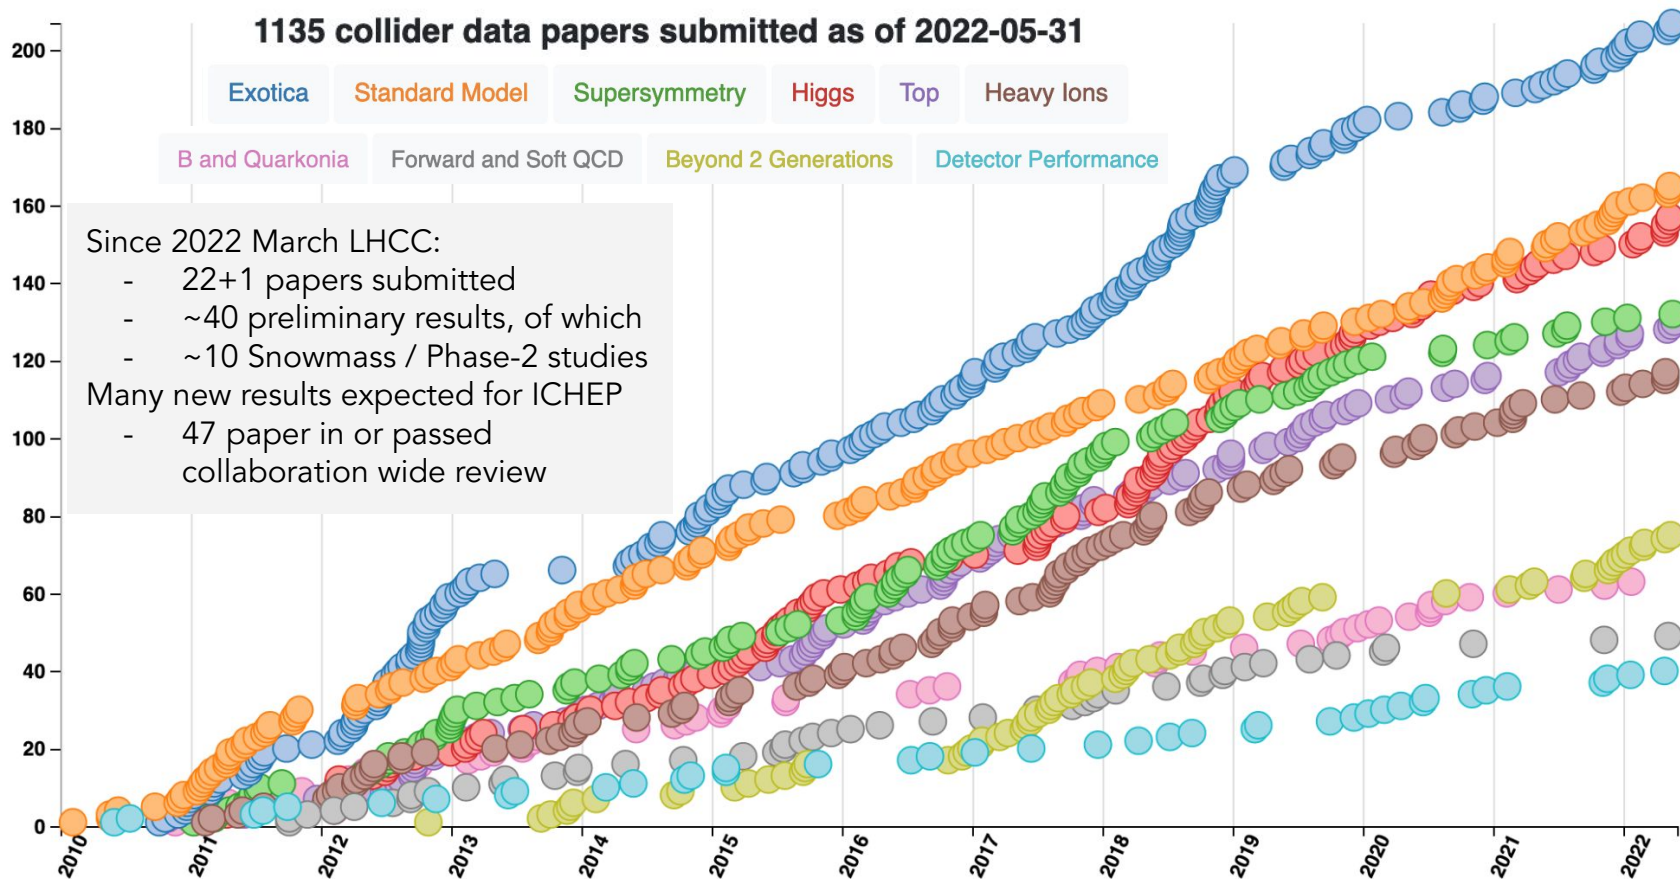 1135 collider data papers submitted as of 2022-05-31
Exotica Standard Model Supersymmetry Higgs Top Heavy Ions
B and Quarkonia Forward and Soft QCD Beyond 2 Generations Detector Performance
Since 2022 March LHCC:
- 22+1 papers submitted
- ~40 preliminary results, of which
- ~10 Snowmass / Phase-2 studies
Many new results expected for ICHEP
- 47 paper in or passed
collaboration wide review
200
180
160
140
120
100
80
60
40
20
0
2010 2011 2012 2013 2014 2015 2016 2017 2018 2019 2020 2021 2022